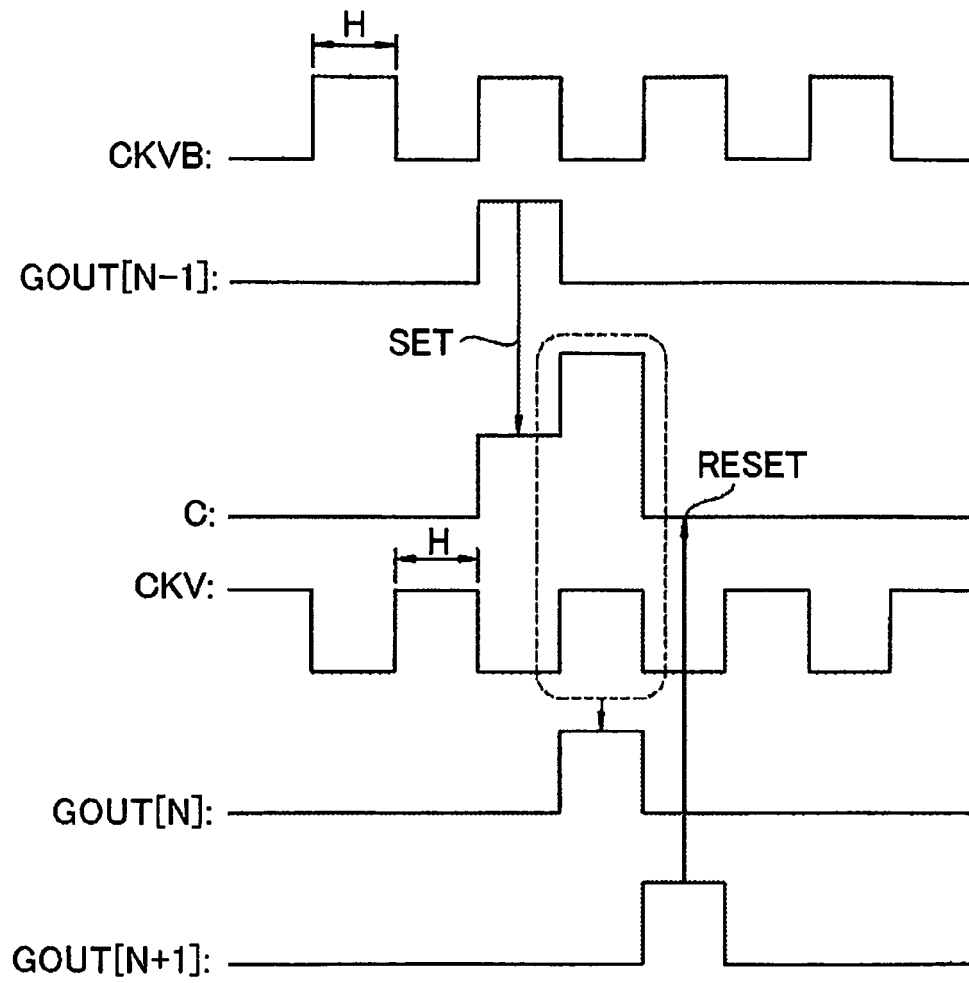 H
CKVB:
GOUT[N-1]:
SET
RESET
C:
H
CKV:
GOUT[N]:
GOUT[N+1]: